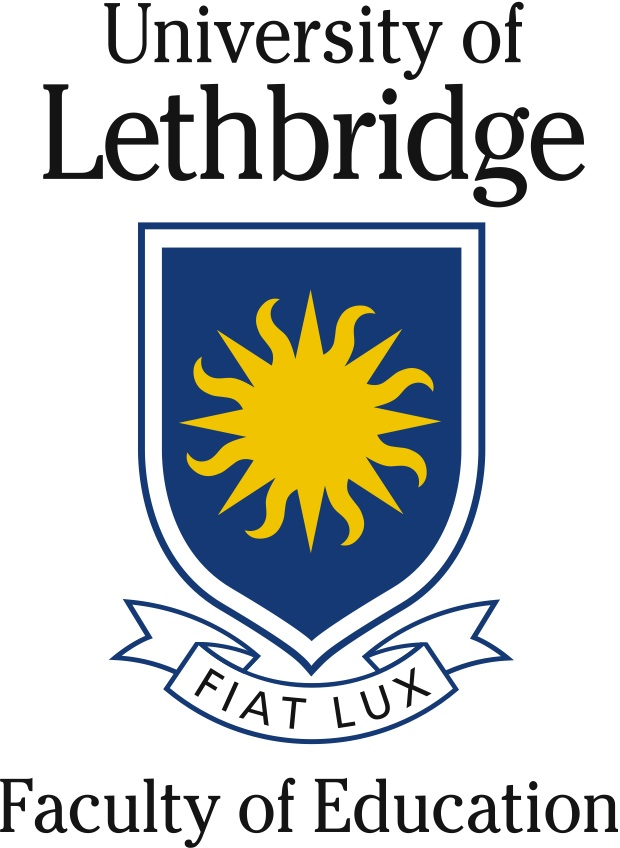 University of
Lethbridge
FIAT LUX
Faculty of Education